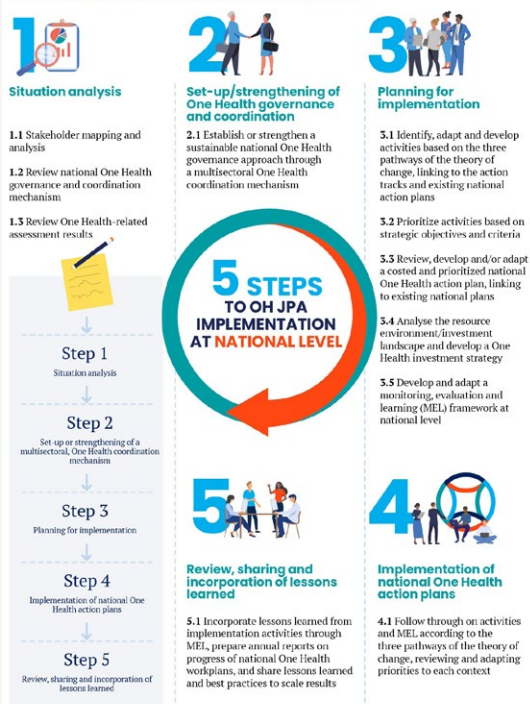 1
Situation analysis
1.1 Stakeholder mapping and
analysis
1.2 Review national One Health
governance and coordination
mechanism
1.3 Review One Health-related
assessment results
2
Set-up/strengthening of
One Health governance
and coordination
2.1 Establish or strengthen a
sustainable national One Health
governance approach through
a multisectoral One Health
coordination mechanism
3
Planning for
implementation
3.1 Identify, adapt and develop
activities based on the three
pathways of the theory of
change, linking to the action
tracks and existing national
action plans
3.2 Prioritize activities based on
strategic objectives and criteria
3.3 Review, develop and/or adapt
a costed and prioritized national
One Health action plan, linking
to existing national plans
3.4 Analyse the resource
environment/investment
landscape and develop a One
Health investment strategy
3.5 Develop and adapt a
monitoring, evaluation and
learning (MEL) framework at
national level
5 STEPS
TO OH JPA
IMPLEMENTATION
AT NATIONAL LEVEL
Step 1
Situation analysis
Step 2
Set-up or strengthening of a
multisectoral, One Health coordination
mechanism
Step 3
Planning for implementation
Step 4
Implementation of national One
Health action plans
Step 5
Review, sharing and incorporation of
lessons learned
4
Implementation of
national One Health
action plans
4.1 Follow through on activities
and MEL according to the
three pathways of the theory of
change, reviewing and adapting
priorities to each context
5
Review, sharing and
incorporation of lessons
learned
5.1 Incorporate lessons learned from
implementation activities through
MEL, prepare annual reports on
progress of national One Health
workplans, and share lessons learned
and best practices to scale results